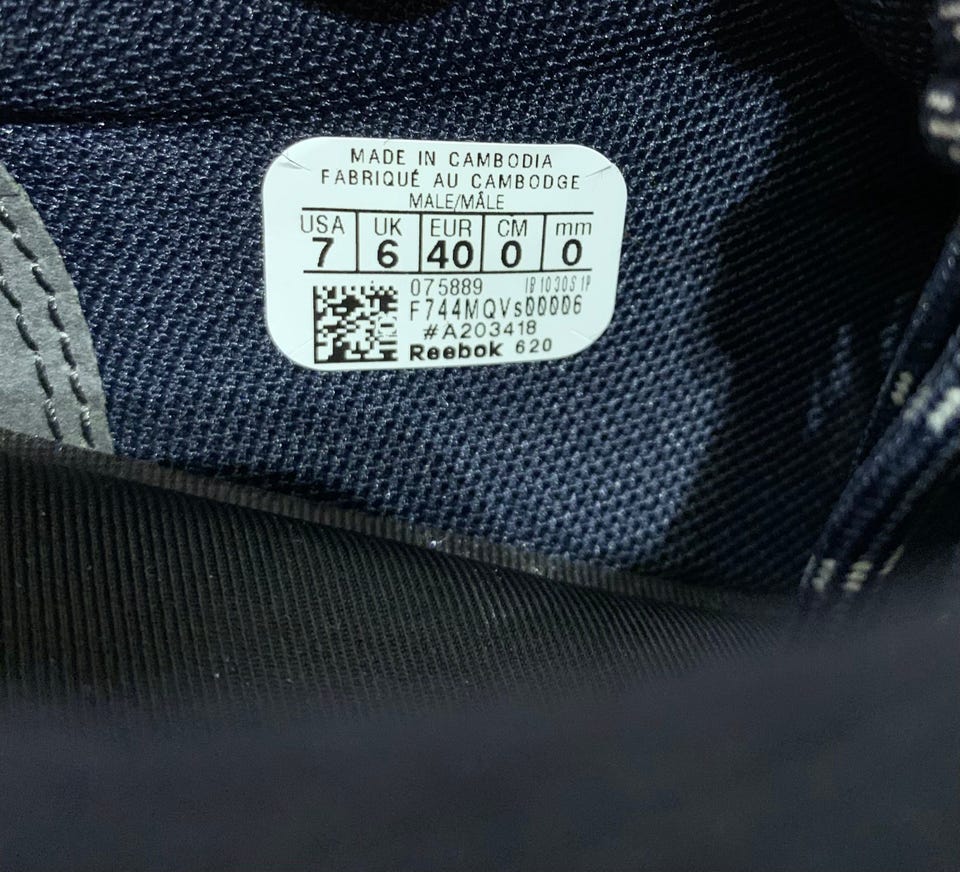 MADE IN CAMBODIA
FABRIQUÉ AU CAMBODGE
MALE/MÂLE
USA UK EUR CM mm
7 6 40 0 0
075889
F744MQVs00006
#A203418
Reebok 620